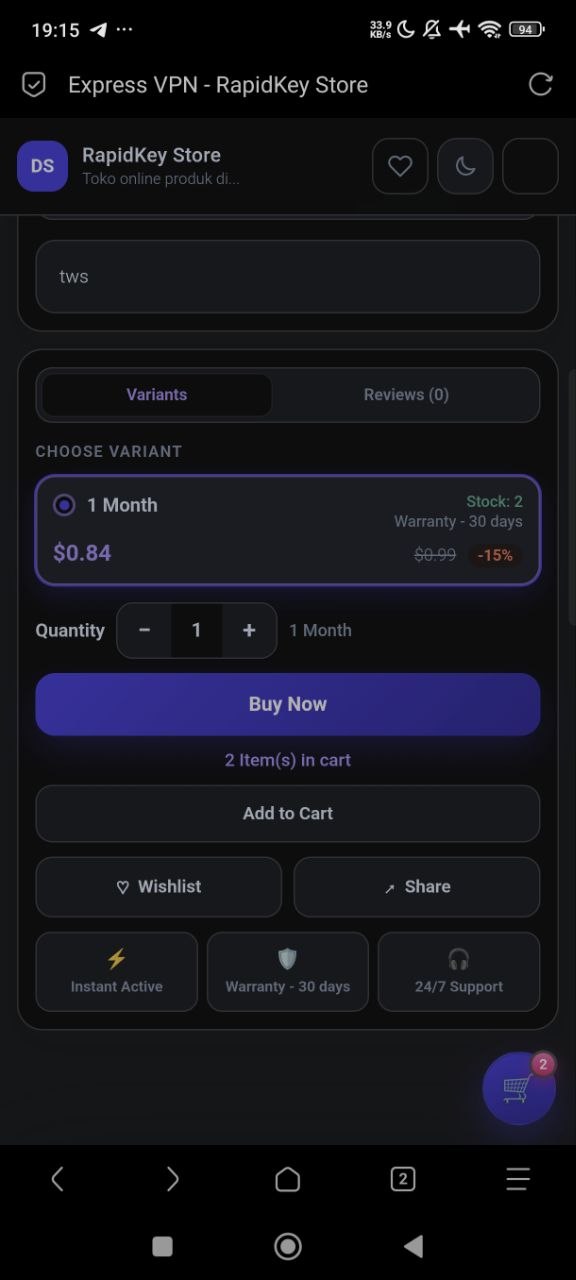 19:15
33.9
KB/s
94
Express VPN - RapidKey Store
DS
RapidKey Store
Toko online produk di...
tws
Variants
Reviews (0)
CHOOSE VARIANT
1 Month
Stock: 2
Warranty - 30 days
$0.84
$0.99
-15%
Quantity
−
1
+
1 Month
Buy Now
2 Item(s) in cart
Add to Cart
♡ Wishlist
↗ Share
Instant Active
Warranty - 30 days
24/7 Support
2
2